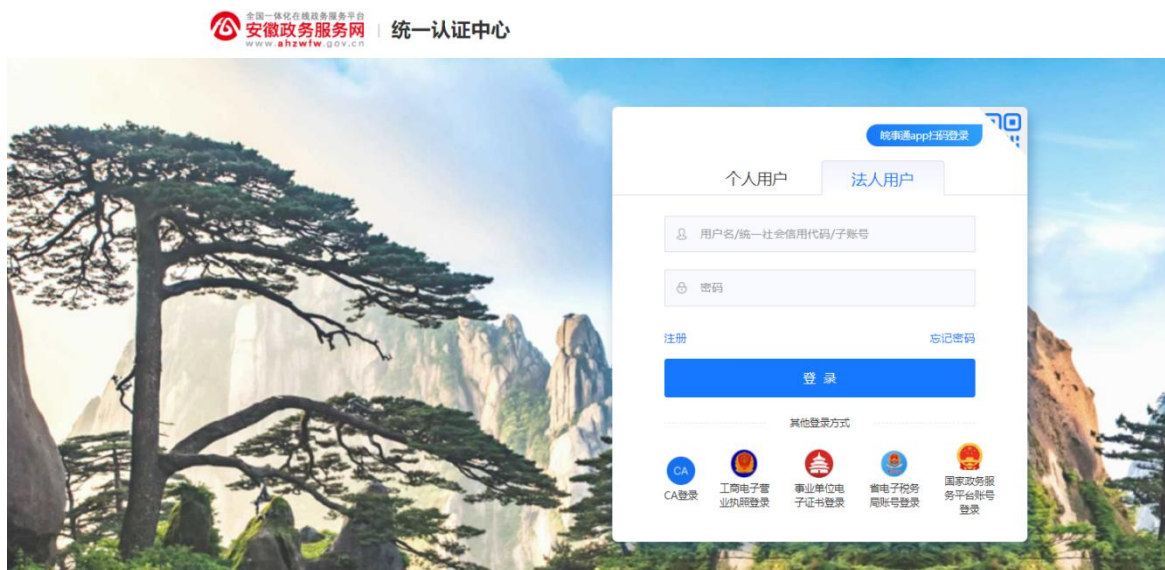 全国一体化在线政务服务平台
安徽政务服务网
www.ahzwfw.gov.cn
统一认证中心
皖事通app扫码登录
个人用户
法人用户
用户名/统一社会信用代码/子账号
密码
注册
忘记密码
登 录
其他登录方式
CA
CA登录
工商电子营
业执照登录
事业单位电
子证书登录
省电子税务
局账号登录
国家政务服
务平台账号
登录